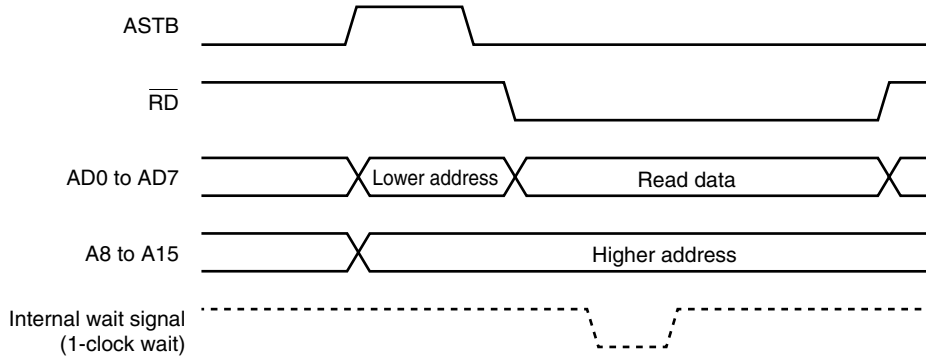 ASTB
RD
AD0 to AD7
Lower address
Read data
A8 to A15
Higher address
Internal wait signal
(1-clock wait)